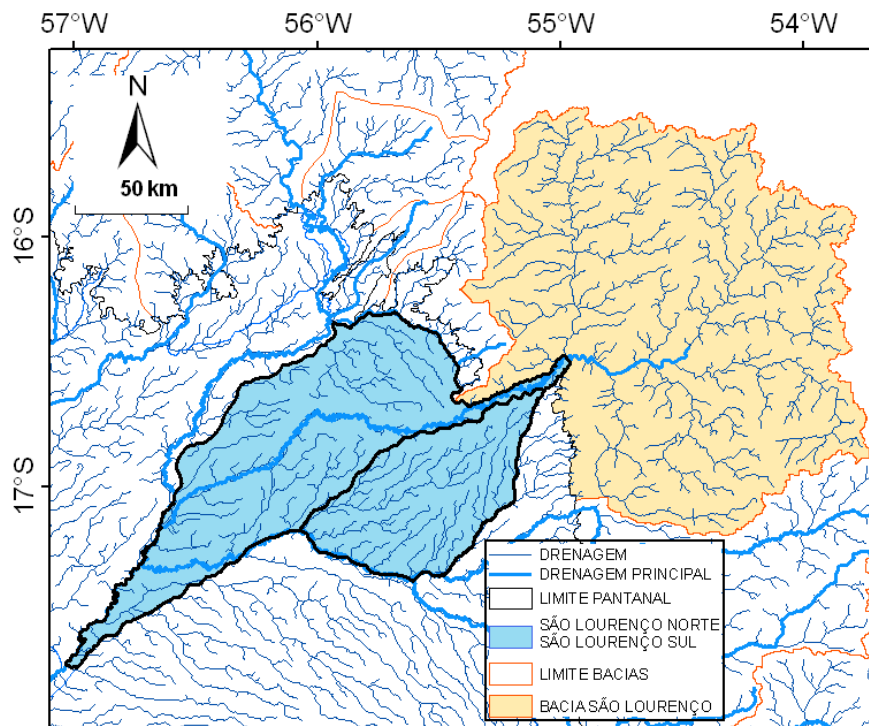 57°W 56°W 55°W 54°W
N
50 km
16°S
17°S
DRENAGEM
DRENAGEM PRINCIPAL
LIMITE PANTANAL
SÃO LOURENÇO NORTE
SÃO LOURENÇO SUL
LIMITE BACIAS
BACIA SÃO LOURENÇO